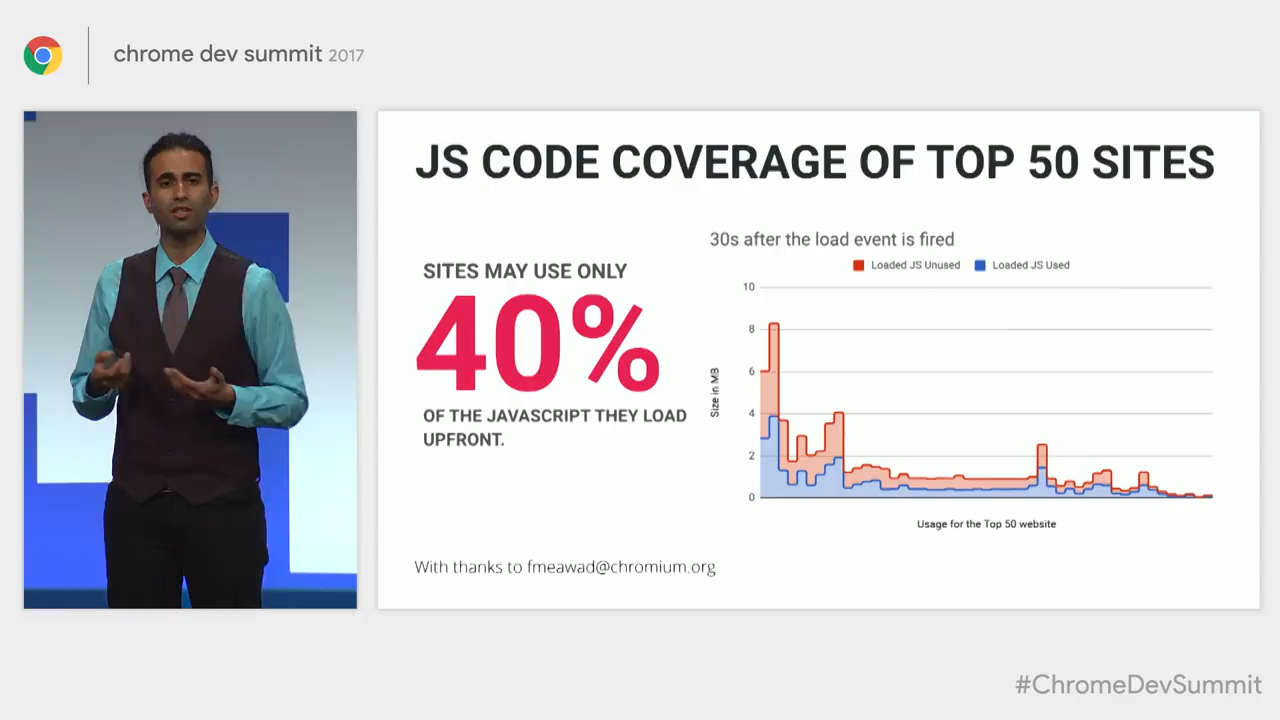 chrome dev summit 2017
JS CODE COVERAGE OF TOP 50 SITES
SITES MAY USE ONLY
40%
OF THE JAVASCRIPT THEY LOAD
UPFRONT.
30s after the load event is fired
Loaded JS Unused Loaded JS Used
Size in MB
10
8
6
4
2
0
Usage for the Top 50 website
With thanks to fmeawad@chromium.org
#ChromeDevSummit